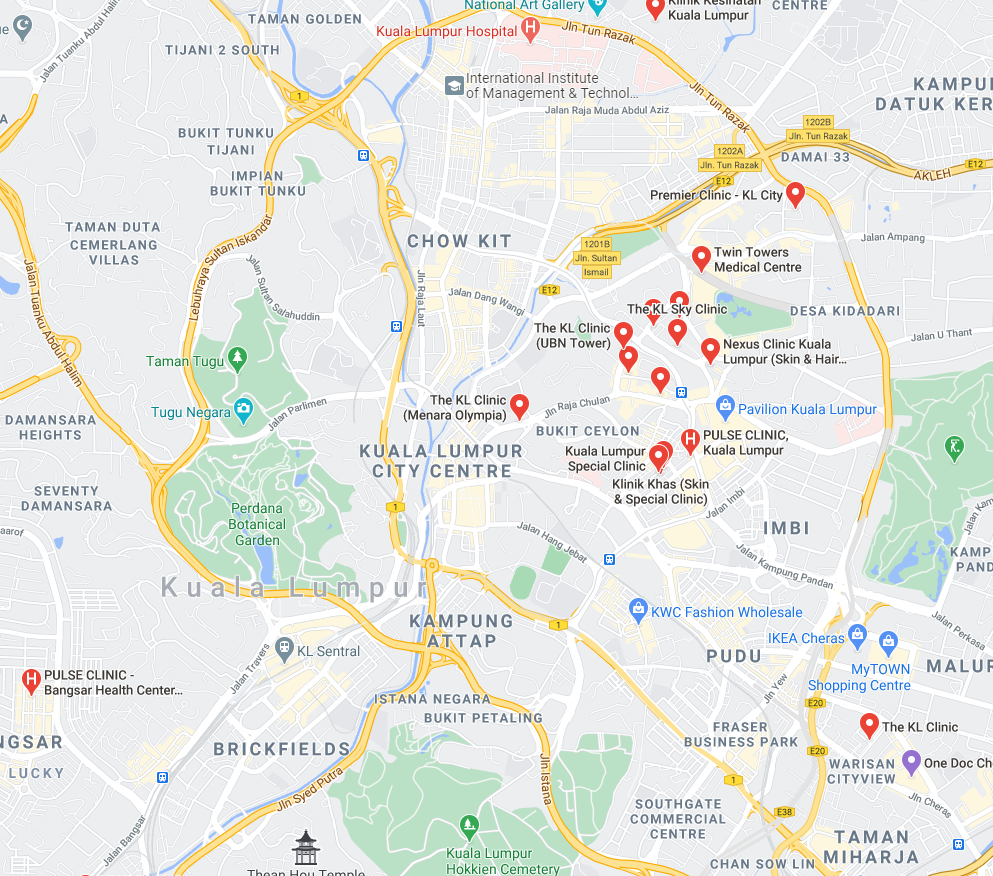 National Art Gallery
Klinik Kesihatan
Kuala Lumpur
CENTRE
TAMAN GOLDEN
Kuala Lumpur Hospital
Jln Tun Razak
TIJANI 2 SOUTH
Jalan Tuanku Abdul Halim
International Institute
of Management & Technol...
KAMPU
DATUK KER
1
Jalan Raja Muda Abdul Aziz
Jln Tun Razak
1202B
Jln. Tun Razak
BUKIT TUNKU
TIJANI
1202A
Jln. Tun Razak
DAMAI 33
E12
AKLEH
E12
IMPIAN
BUKIT TUNKU
Premier Clinic - KL City
TAMAN DUTA
CEMERLANG
VILLAS
Lebuhraya Sultan Iskandar
CHOW KIT
1201B
Jln. Sultan
Ismail
Jalan Ampang
Twin Towers
Medical Centre
Jalan Tuanku Abdul Halim
Jalan Sultan Salahuddin
Jln Raja Laut
Jalan Dang Wangi
E12
The KL Sky Clinic
DESA KIDADARI
The KL Clinic
(UBN Tower)
Jalan U Thant
Nexus Clinic Kuala
Lumpur (Skin & Hair...
Taman Tugu
Tugu Negara
Jalan Parlimen
The KL Clinic
(Menara Olympia)
Jln Raja Chulan
Pavilion Kuala Lumpur
DAMANSARA
HEIGHTS
BUKIT CEYLON
PULSE CLINIC,
Kuala Lumpur
KUALA LUMPUR
CITY CENTRE
Kuala Lumpur
Special Clinic
Klinik Khas (Skin
& Special Clinic)
SEVENTY
DAMANSARA
Perdana
Botanical
Garden
1
Jalan Imbi
Jalan Hang Jebat
IMBI
aarof
Jalan Kam
KAMP
PAND
Jalan Kampung Pandan
Kuala Lumpur
KAMPUNG
ATTAP
1
KWC Fashion Wholesale
IKEA Cheras
Jalan Perkasa
Jalan Travers
KL Sentral
PUDU
MyTOWN
Shopping Centre
MALUR
PULSE CLINIC -
Bangsar Health Center...
Jln Yew
ISTANA NEGARA
E20
BUKIT PETALING
The KL Clinic
NGSAR
BRICKFIELDS
FRASER
BUSINESS PARK
E20
LUCKY
WARISAN
CITYVIEW
One Doc Ch
Jln Istana
1
Jln Syed Putra
Jln Cheras
SOUTHGATE
COMMERCIAL
CENTRE
E38
Jalan Bangsar
TAMAN
MIHARJA
Kuala Lumpur
Hokkien Cemetery
CHAN SOW LIN
Thean Hou Temple